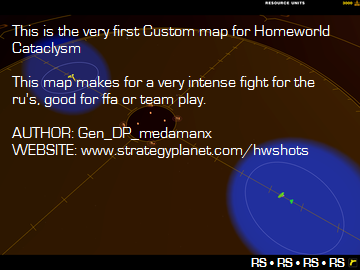 RESOURCE UNITS 3000
This is the very first Custom map for Homeworld
Cataclysm
This map makes for a very intense fight for the
ru's, good for ffa or team play.
AUTHOR: Gen_DP_medamanx
WEBSITE: www.strategyplanet.com/hwshots
RS • RS • RS • RS r